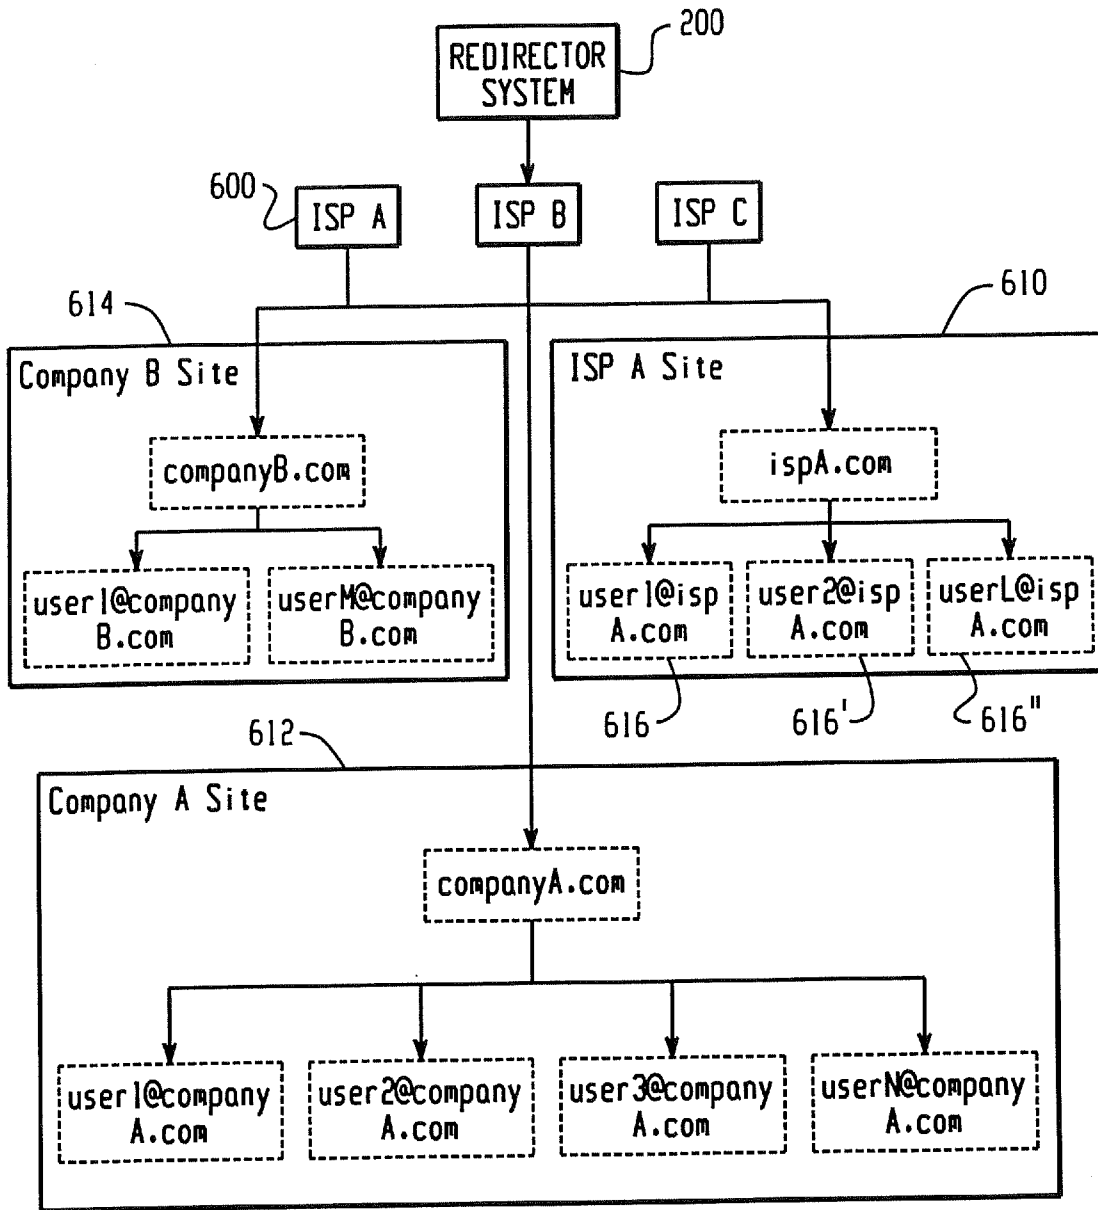 200
REDIRECTOR
SYSTEM
600
ISP A
ISP B
ISP C
614
610
Company B Site
ISP A Site
companyB.com
ispA.com
user1@company
B.com
userM@company
B.com
user1@isp
A.com
user2@isp
A.com
userL@isp
A.com
616
616'
616"
612
Company A Site
companyA.com
user1@company
A.com
user2@company
A.com
user3@company
A.com
userN@company
A.com